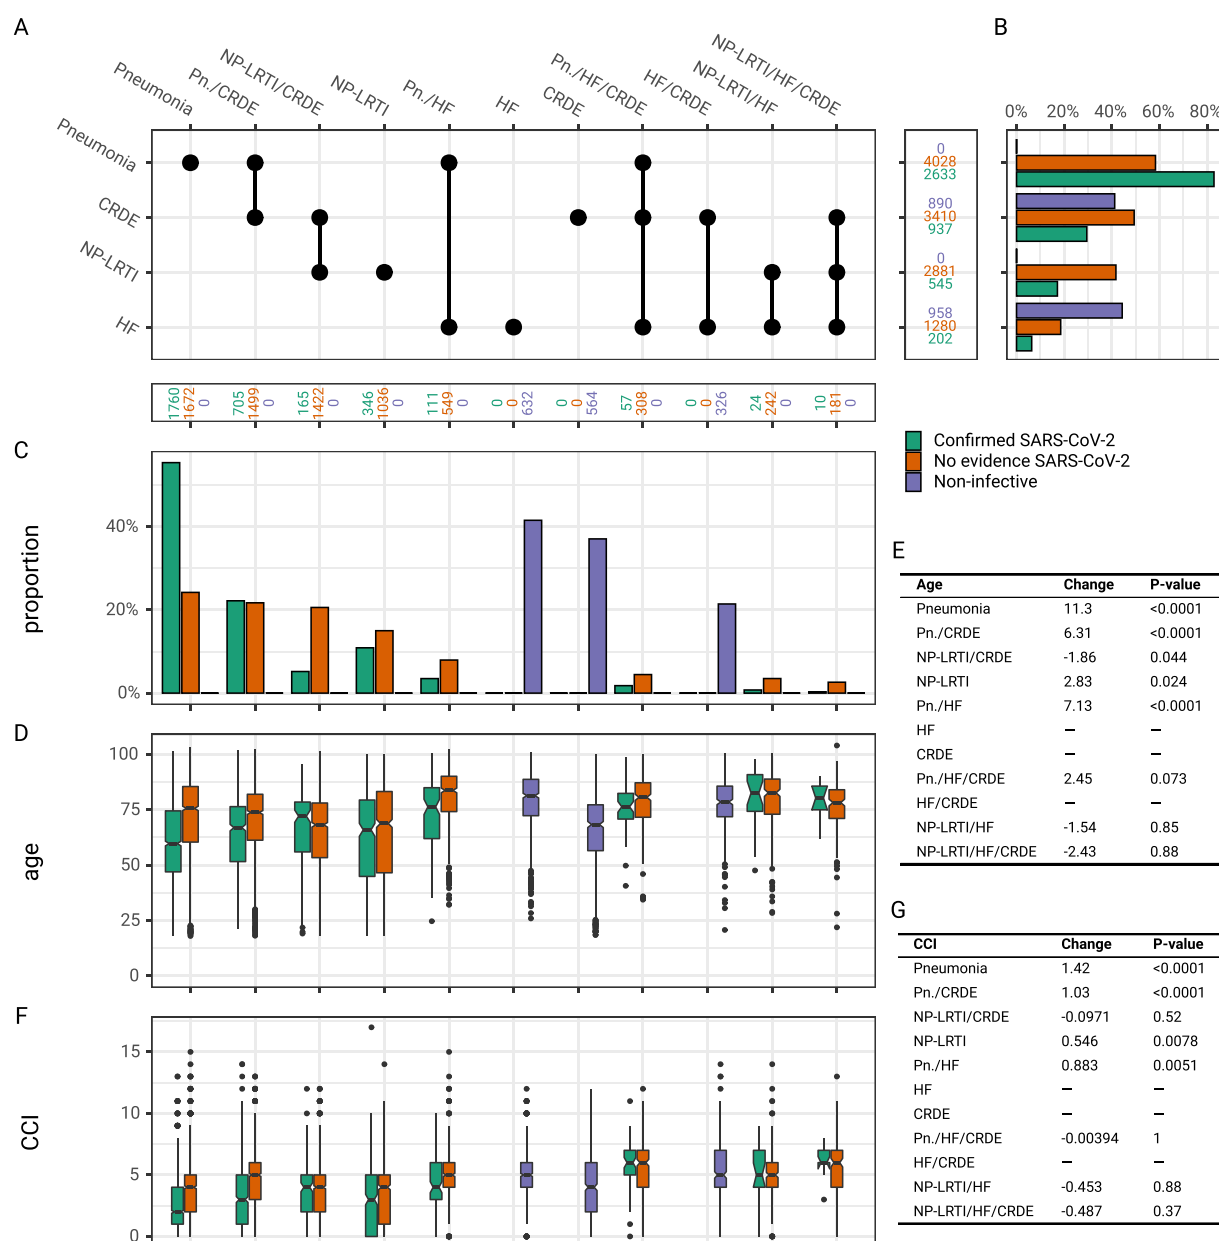 A
B
Pneumonia
Pn./CRDE
NP-LRTI/CRDE
NP-LRTI
Pn./HF
HF
CRDE
Pn./HF/CRDE
HF/CRDE
NP-LRTI/HF
NP-LRTI/HF/CRDE
0% 20% 40% 60% 80%
Pneumonia
CRDE
NP-LRTI
HF
0
4028
2633
890
3410
937
0
2881
545
958
1280
202
1760
1672
0
705
1499
0
165
1422
0
346
1036
0
111
549
0
0
0
632
0
0
564
57
308
0
0
0
326
24
242
0
10
181
0
Confirmed SARS-CoV-2
No evidence SARS-CoV-2
Non-infective
C
proportion
40%
20%
0%
D
age
100
75
50
25
0
E
Age Change P-value
Pneumonia 11.3 <0.0001
Pn./CRDE 6.31 <0.0001
NP-LRTI/CRDE -1.86 0.044
NP-LRTI 2.83 0.024
Pn./HF 7.13 <0.0001
HF – –
CRDE – –
Pn./HF/CRDE 2.45 0.073
HF/CRDE – –
NP-LRTI/HF -1.54 0.85
NP-LRTI/HF/CRDE -2.43 0.88
F
CCI
15
10
5
0
G
CCI Change P-value
Pneumonia 1.42 <0.0001
Pn./CRDE 1.03 <0.0001
NP-LRTI/CRDE -0.0971 0.52
NP-LRTI 0.546 0.0078
Pn./HF 0.883 0.0051
HF – –
CRDE – –
Pn./HF/CRDE -0.00394 1
HF/CRDE – –
NP-LRTI/HF -0.453 0.88
NP-LRTI/HF/CRDE -0.487 0.37